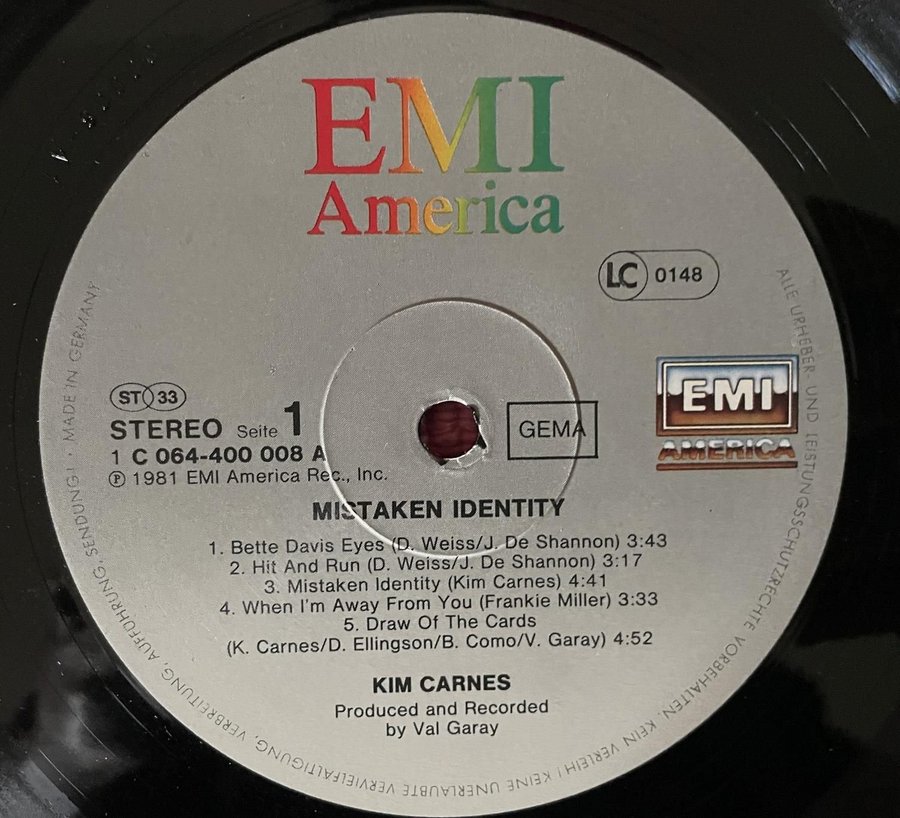 EMI
America
LC 0148
EMI
AMERICA
ST 33
STEREO Seite 1
GEMA
1 C 064-400 008 A
℗ 1981 EMI America Rec., Inc.
MISTAKEN IDENTITY
1. Bette Davis Eyes (D. Weiss/J. De Shannon) 3:43
2. Hit And Run (D. Weiss/J. De Shannon) 3:17
3. Mistaken Identity (Kim Carnes) 4:41
4. When I'm Away From You (Frankie Miller) 3:33
5. Draw Of The Cards
(K. Carnes/D. Ellingson/B. Como/V. Garay) 4:52
KIM CARNES
Produced and Recorded
by Val Garay
ALLE URHEBER- UND LEISTUNGSSCHUTZRECHTE VORBEHALTEN. KEIN VERLEIH! KEINE UNERLAUBTE VERVIELFÄLTIGUNG, VERBREITUNG, AUFFÜHRUNG, SENDUNG! · MADE IN GERMANY